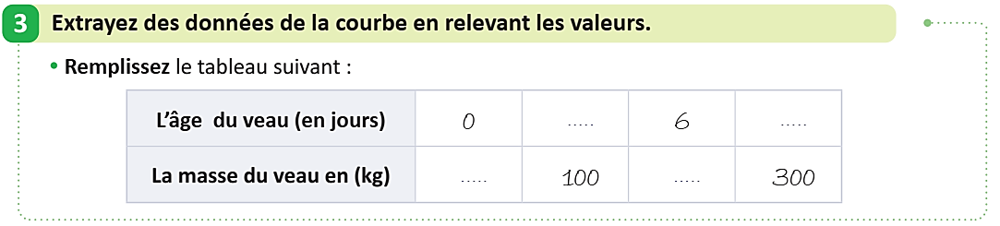 3 Extrayez des données de la courbe en relevant les valeurs.
• Remplissez le tableau suivant :
L'âge du veau (en jours) 0 ..... 6 .....
La masse du veau en (kg) ..... 100 ..... 300